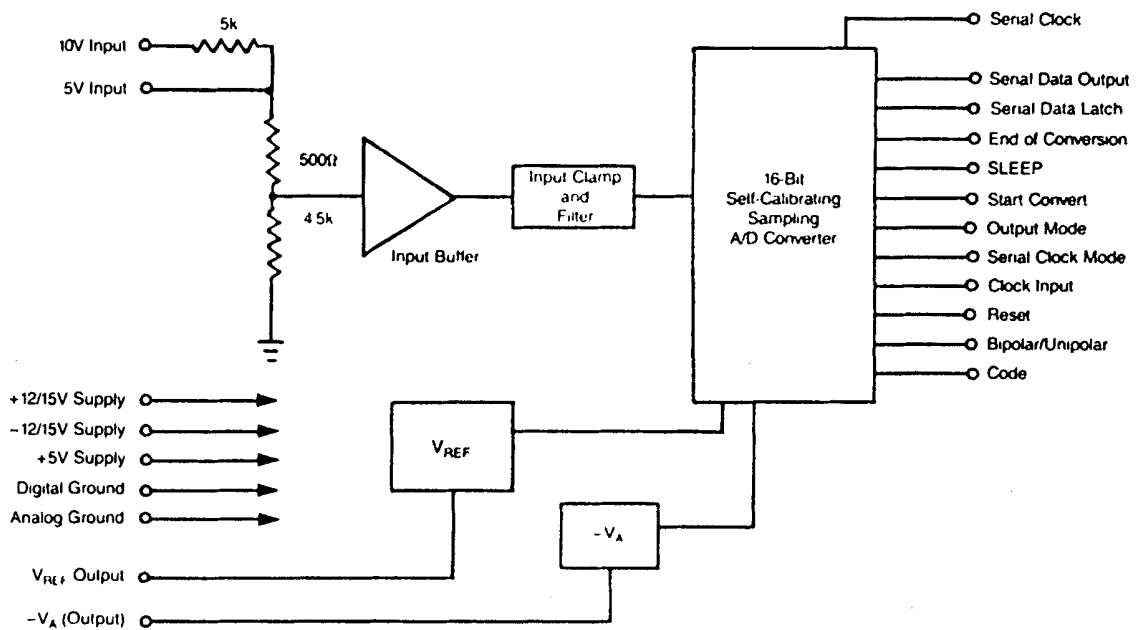 5k
10V Input
5V Input
500Ω
4 5k
Input Buffer
Input Clamp
and
Filter
16-Bit
Self-Calibrating
Sampling
A/D Converter
Serial Clock
Serial Data Output
Serial Data Latch
End of Conversion
SLEEP
Start Convert
Output Mode
Serial Clock Mode
Clock Input
Reset
Bipolar/Unipolar
Code
+12/15V Supply
-12/15V Supply
+5V Supply
Digital Ground
Analog Ground
VREF Output
-VA (Output)
VREF
-VA